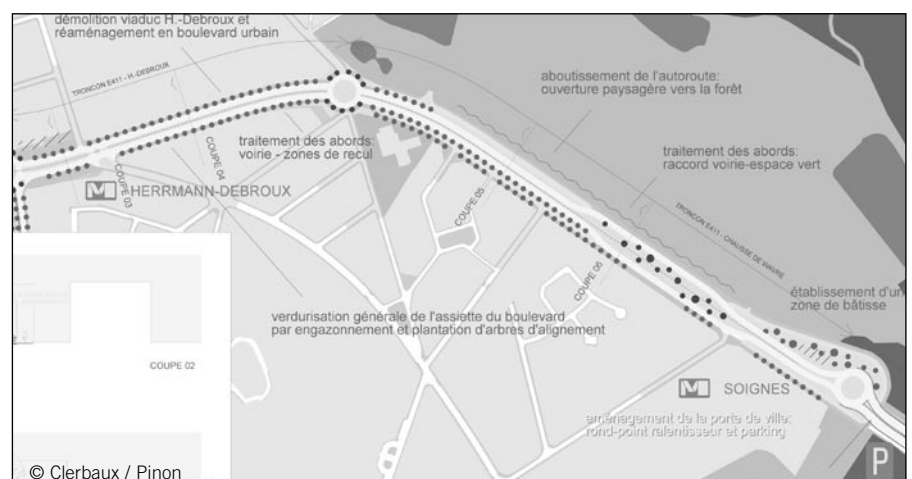 démolition viaduc H.-Debroux et
réaménagement en boulevard urbain
TRONCON E411 - H.-DEBROUX
aboutissement de l'autoroute:
ouverture paysagère vers la forêt
traitement des abords:
voirie - zones de recul
COUPE 04
COUPE 03
M HERRMANN-DEBROUX
traitement des abords:
raccord voirie-espace vert
COUPE 05
TRONCON E411 - CHAUSSE DE WAVRE
COUPE 06
établissement d'un
zone de bâtisse
verdurisation générale de l'assiette du boulevard
par engazonnement et plantation d'arbres d'alignement
COUPE 02
M SOIGNES
aménagement de la porte de ville:
rond-point ralentisseur et parking
P
© Clerbaux / Pinon